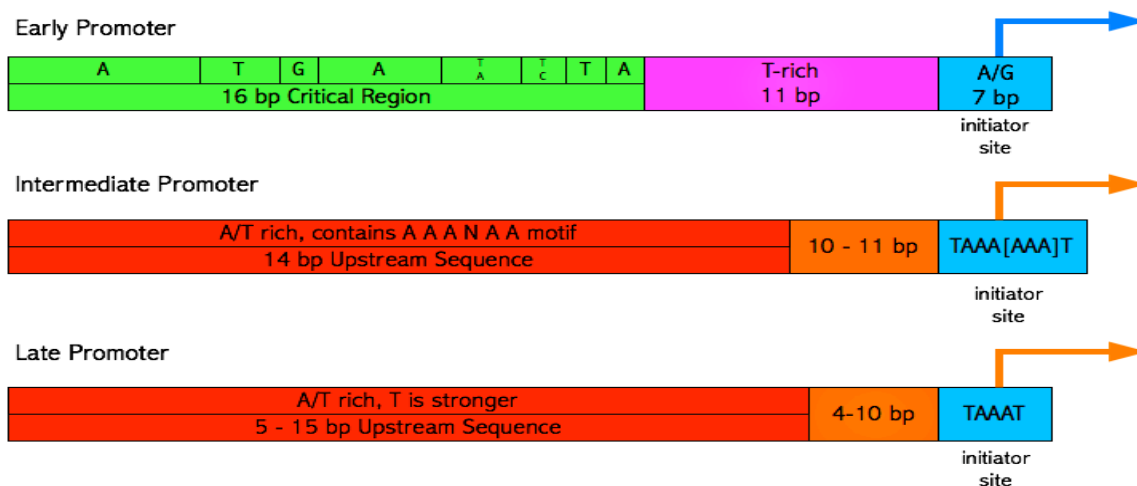 Early Promoter
A T G A T A T C T A
16 bp Critical Region
T-rich
11 bp
A/G
7 bp
initiator
site
Intermediate Promoter
A/T rich, contains A A A N A A motif
14 bp Upstream Sequence
10 - 11 bp
TAAA[AAA]T
initiator
site
Late Promoter
A/T rich, T is stronger
5 - 15 bp Upstream Sequence
4-10 bp
TAAAT
initiator
site